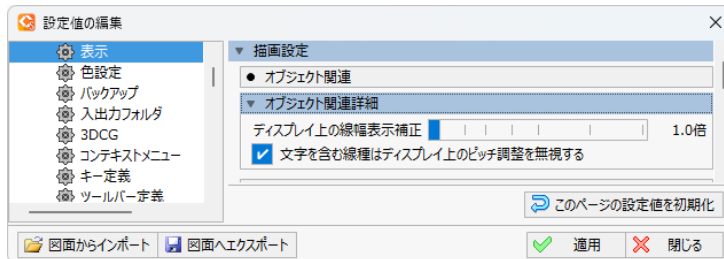 設定値の編集
表示
色設定
バックアップ
入出力フォルダ
3DCG
コンテキストメニュー
キー定義
ツールバー定義
描画設定
オブジェクト関連
オブジェクト関連詳細
ディスプレイ上の線幅表示補正 1.0倍
文字を含む線種はディスプレイ上のピッチ調整を無視する
このページの設定値を初期化
図面からインポート 図面へエクスポート 適用 閉じる